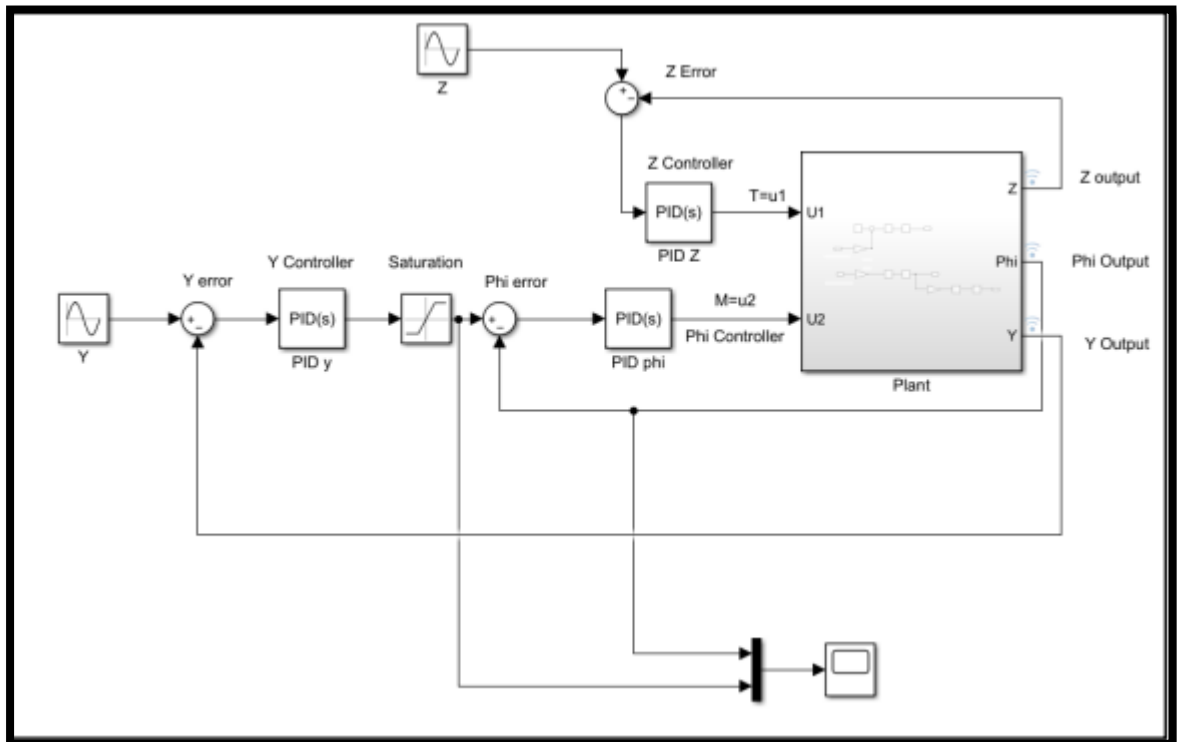 Z
Z Error
Z Controller
PID(s)
PID Z
T=u1
U1
Z
Z output
Phi
Phi Output
Y
Y Output
U2
Plant
Y
Y error
Y Controller
PID(s)
PID y
Saturation
Phi error
PID(s)
PID phi
M=u2
Phi Controller